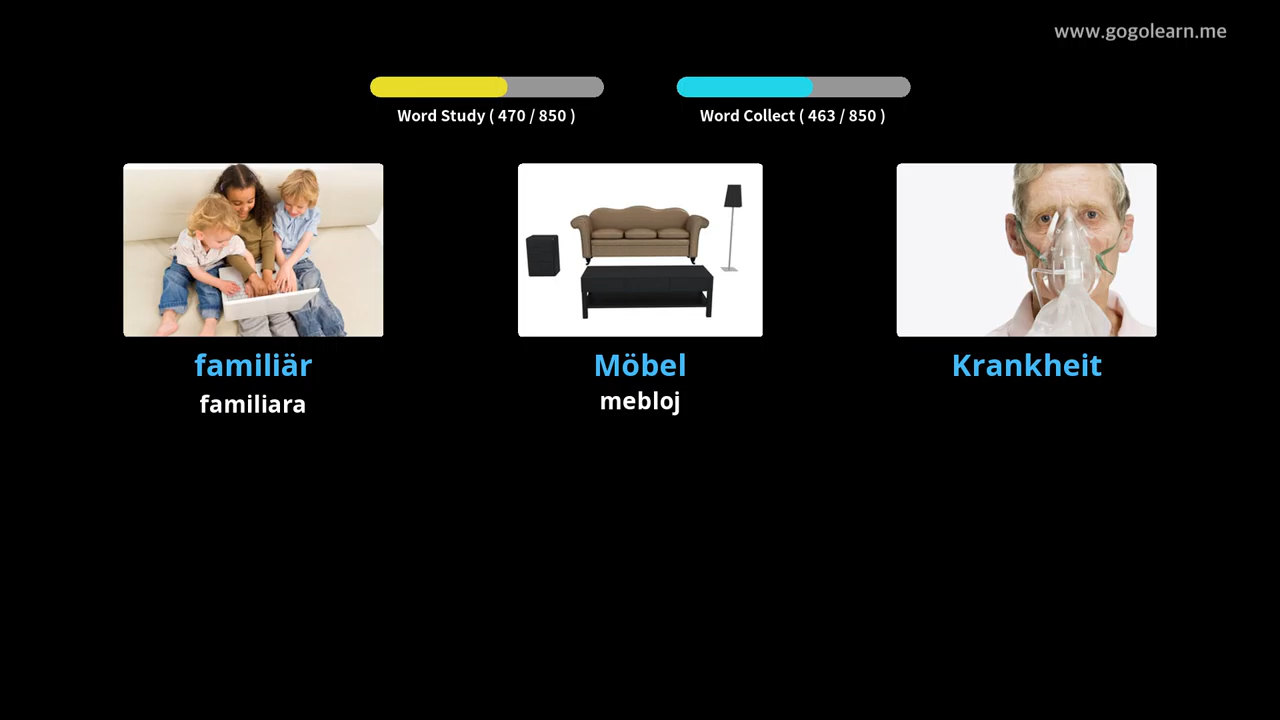 www.gogolearn.me
Word Study ( 470 / 850 )
Word Collect ( 463 / 850 )
familiär
familiara
Möbel
mebloj
Krankheit